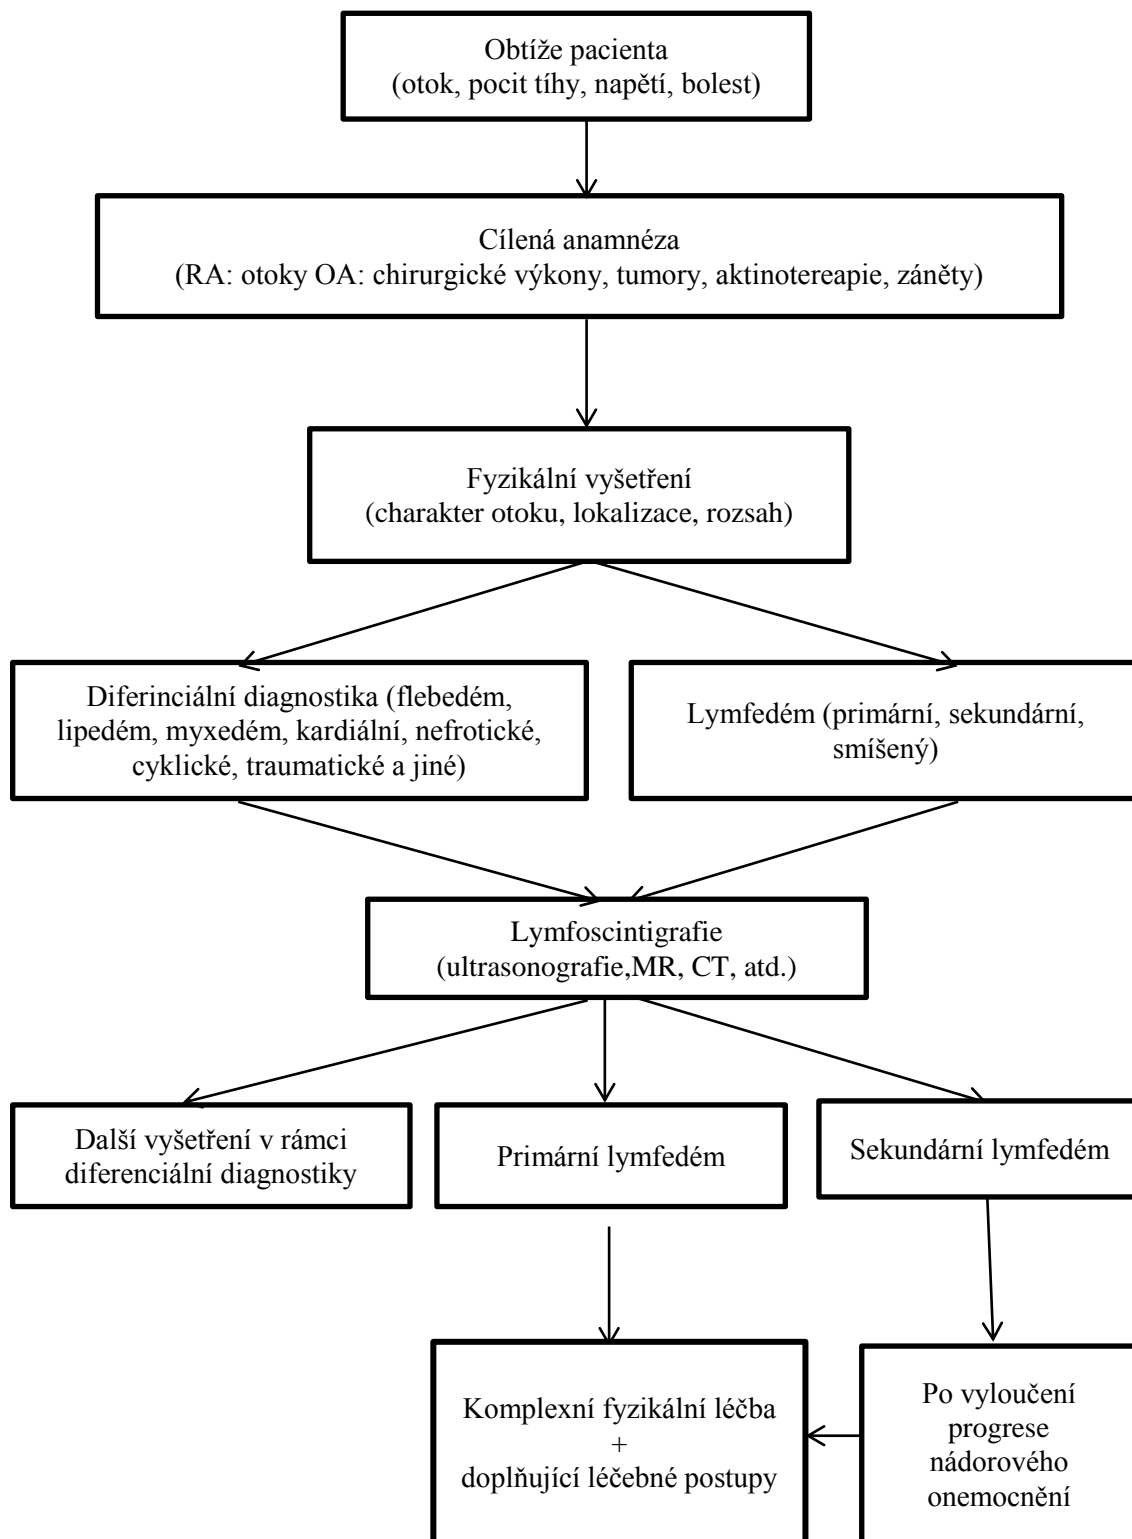 Obtíže pacienta
(otok, pocit tíhy, napětí, bolest)
Cílená anamnéza
(RA: otoky OA: chirurgické výkony, tumory, aktinotereapie, záněty)
Fyzikální vyšetření
(charakter otoku, lokalizace, rozsah)
Diferinciální diagnostika (flebedém,
lipedém, myxedém, kardiální, nefrotické,
cyklické, traumatické a jiné)
Lymfedém (primární, sekundární,
smíšený)
Lymfoscintigrafie
(ultrasonografie,MR, CT, atd.)
Další vyšetření v rámci
diferenciální diagnostiky
Primární lymfedém
Sekundární lymfedém
Komplexní fyzikální léčba
+
doplňující léčebné postupy
Po vyloučení
progrese
nádorového
onemocnění